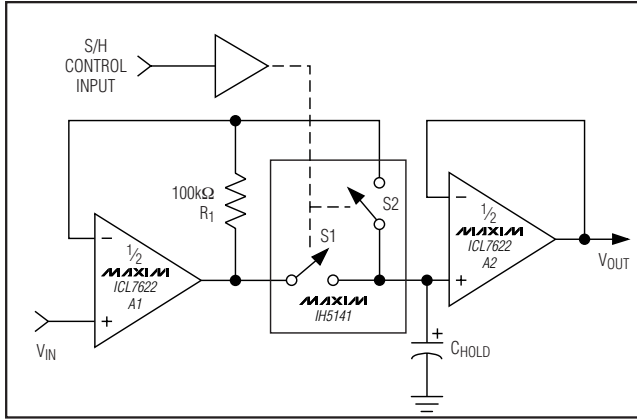 S/H
CONTROL
INPUT
100kΩ
R1
S2
S1
–
1/2
MAXIM
ICL7622
A1
+
VIN
MAXIM
IH5141
–
1/2
MAXIM
ICL7622
A2
+
VOUT
+
CHOLD